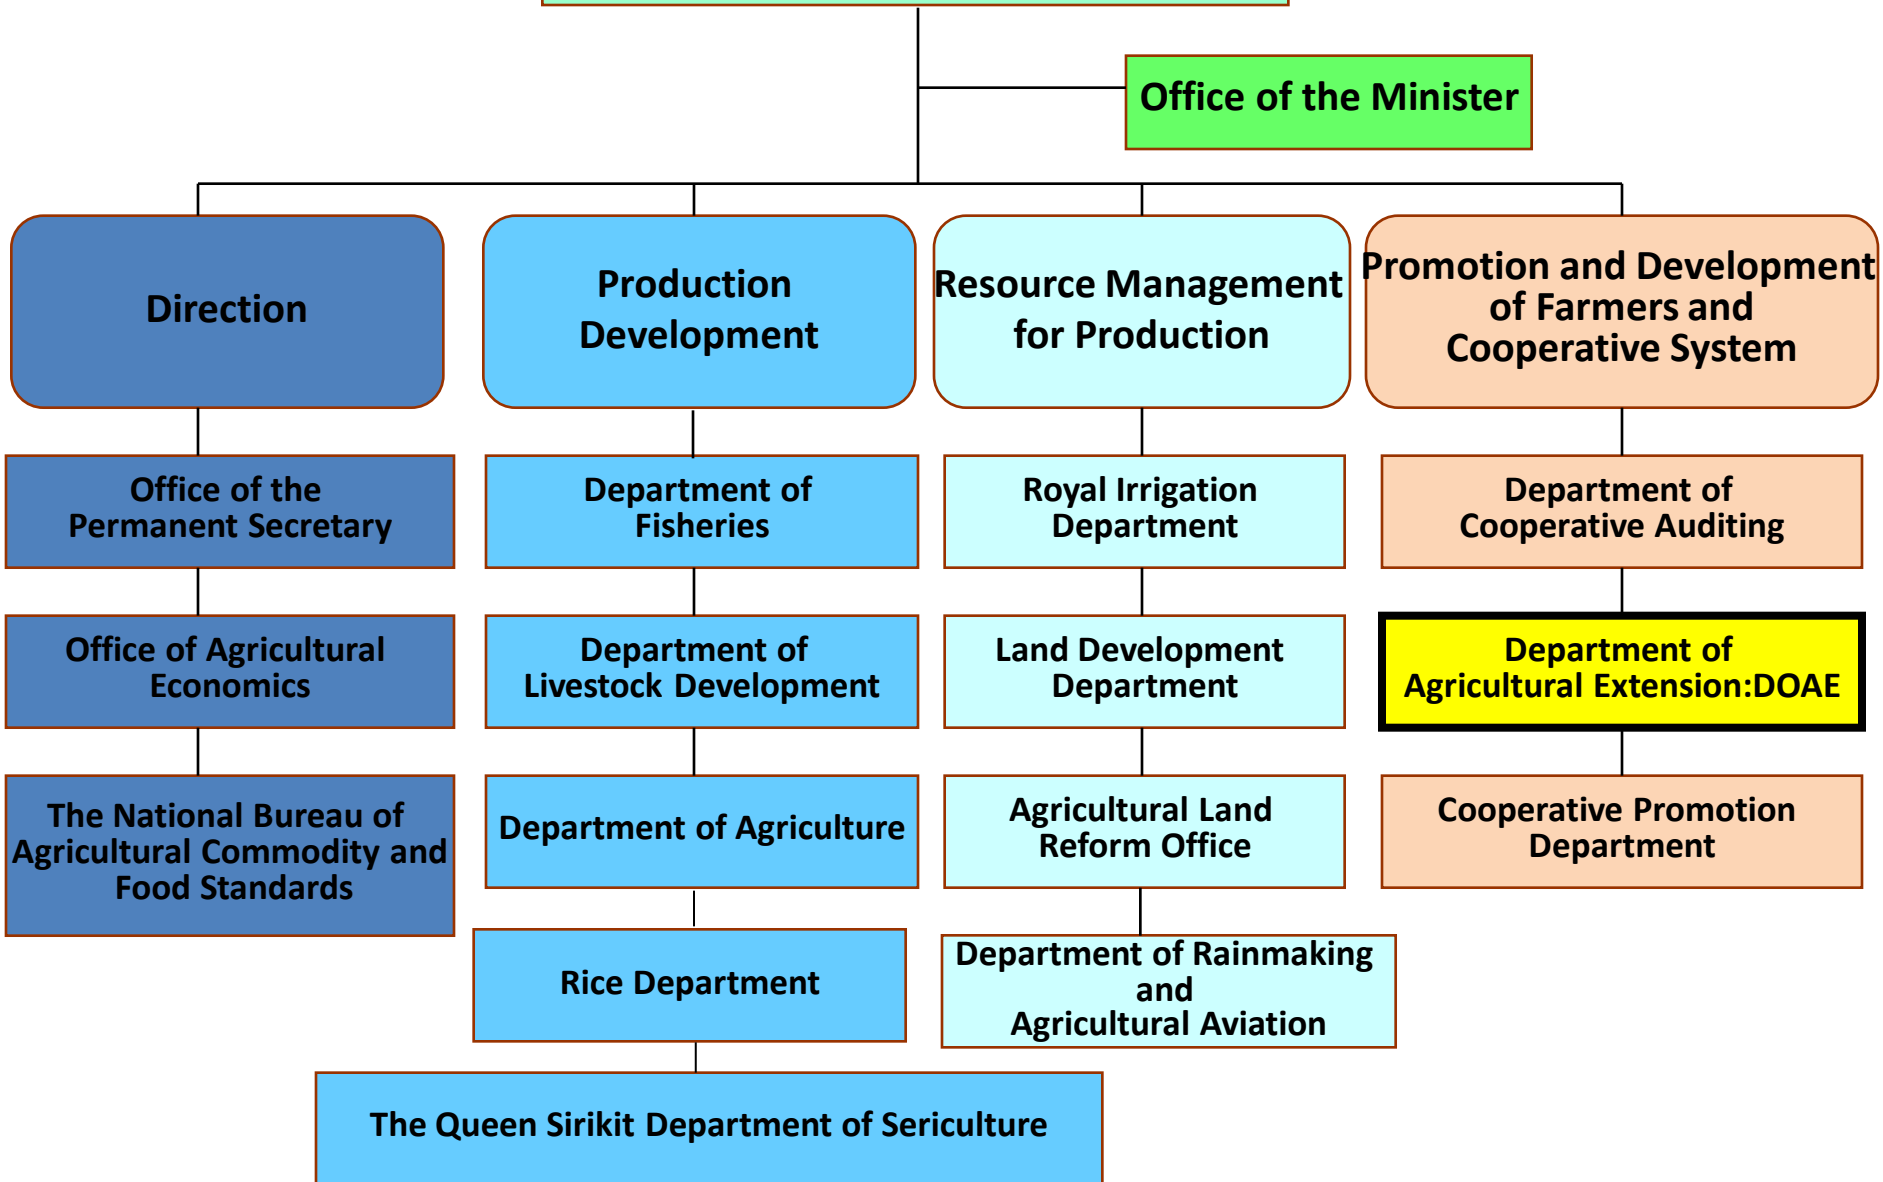 Office of the Minister
Direction
Production
Development
Resource Management
for Production
Promotion and Development
of Farmers and
Cooperative System
Office of the
Permanent Secretary
Department of
Fisheries
Royal Irrigation
Department
Department of
Cooperative Auditing
Office of Agricultural
Economics
Department of
Livestock Development
Land Development
Department
Department of
Agricultural Extension:DOAE
The National Bureau of
Agricultural Commodity and
Food Standards
Department of Agriculture
Agricultural Land
Reform Office
Cooperative Promotion
Department
Rice Department
Department of Rainmaking
and
Agricultural Aviation
The Queen Sirikit Department of Sericulture